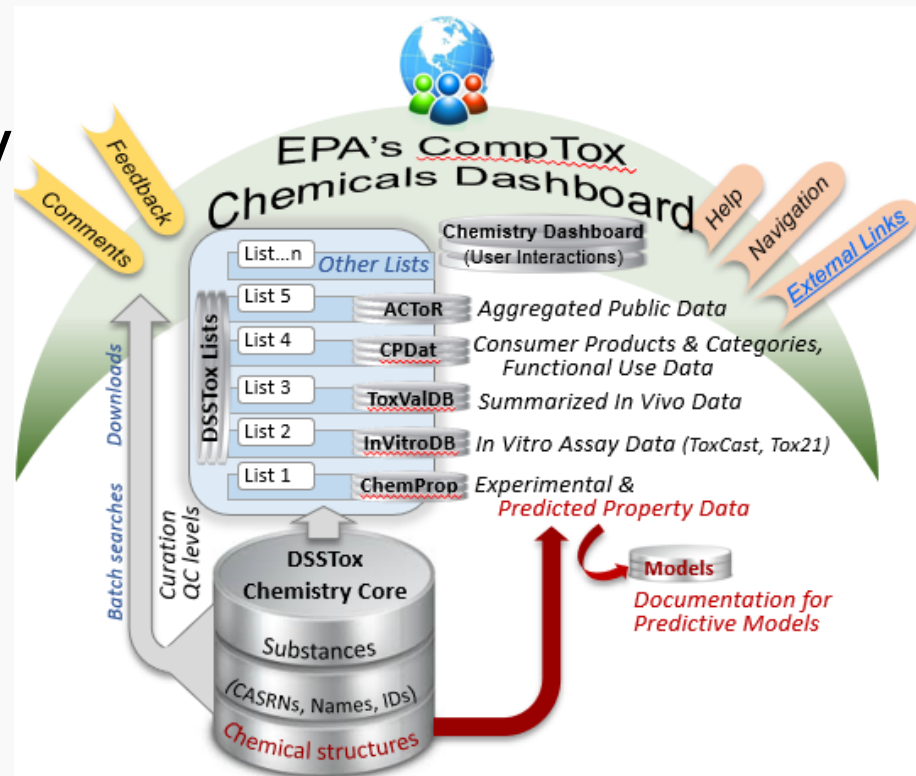 y
EPA's CompTox
Chemicals Dashboard
Feedback
Comments
Help
Navigation
External Links
Chemistry Dashboard
(User Interactions)
List...n
Other Lists
DSSTox Lists
List 5
ACToR
Aggregated Public Data
List 4
CPDat
Consumer Products & Categories,
Functional Use Data
List 3
ToxValDB
Summarized In Vivo Data
List 2
InVitroDB
In Vitro Assay Data (ToxCast, Tox21)
List 1
ChemProp
Experimental &
Predicted Property Data
Downloads
Batch searches
Curation
QC levels
Models
Documentation for
Predictive Models
DSSTox
Chemistry Core
Substances
(CASRNs, Names, IDs)
Chemical structures